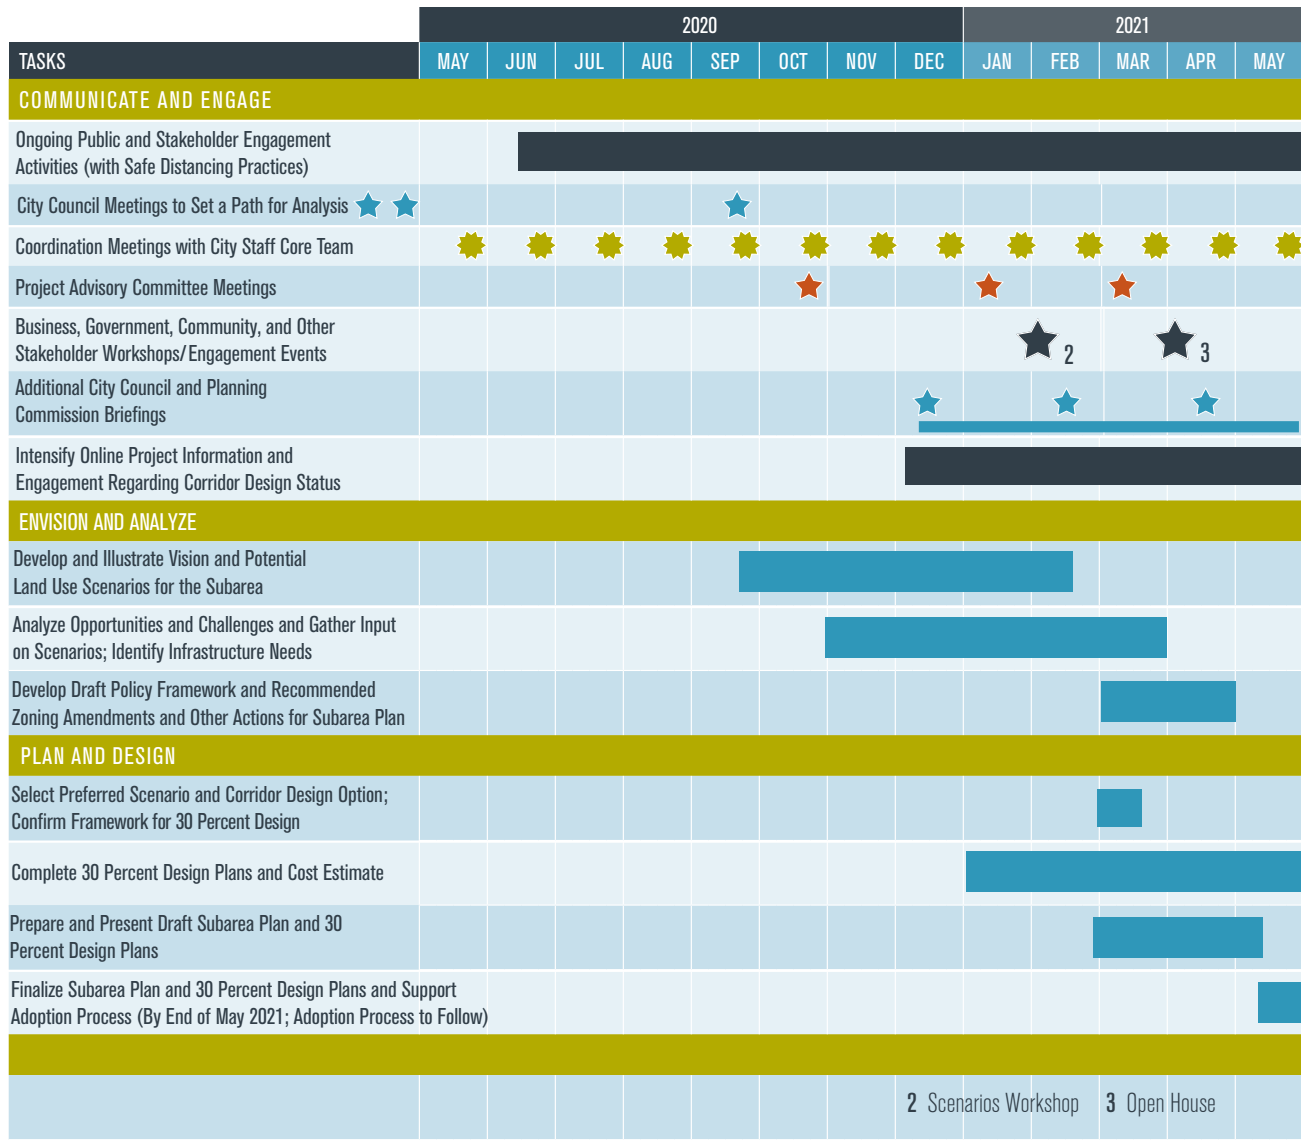 2020 2021
TASKS MAY JUN JUL AUG SEP OCT NOV DEC JAN FEB MAR APR MAY
COMMUNICATE AND ENGAGE
Ongoing Public and Stakeholder Engagement
Activities (with Safe Distancing Practices)
City Council Meetings to Set a Path for Analysis
Coordination Meetings with City Staff Core Team
Project Advisory Committee Meetings
Business, Government, Community, and Other
Stakeholder Workshops/Engagement Events
2 3
Additional City Council and Planning
Commission Briefings
Intensify Online Project Information and
Engagement Regarding Corridor Design Status
ENVISION AND ANALYZE
Develop and Illustrate Vision and Potential
Land Use Scenarios for the Subarea
Analyze Opportunities and Challenges and Gather Input
on Scenarios; Identify Infrastructure Needs
Develop Draft Policy Framework and Recommended
Zoning Amendments and Other Actions for Subarea Plan
PLAN AND DESIGN
Select Preferred Scenario and Corridor Design Option;
Confirm Framework for 30 Percent Design
Complete 30 Percent Design Plans and Cost Estimate
Prepare and Present Draft Subarea Plan and 30
Percent Design Plans
Finalize Subarea Plan and 30 Percent Design Plans and Support
Adoption Process (By End of May 2021; Adoption Process to Follow)
2 Scenarios Workshop 3 Open House